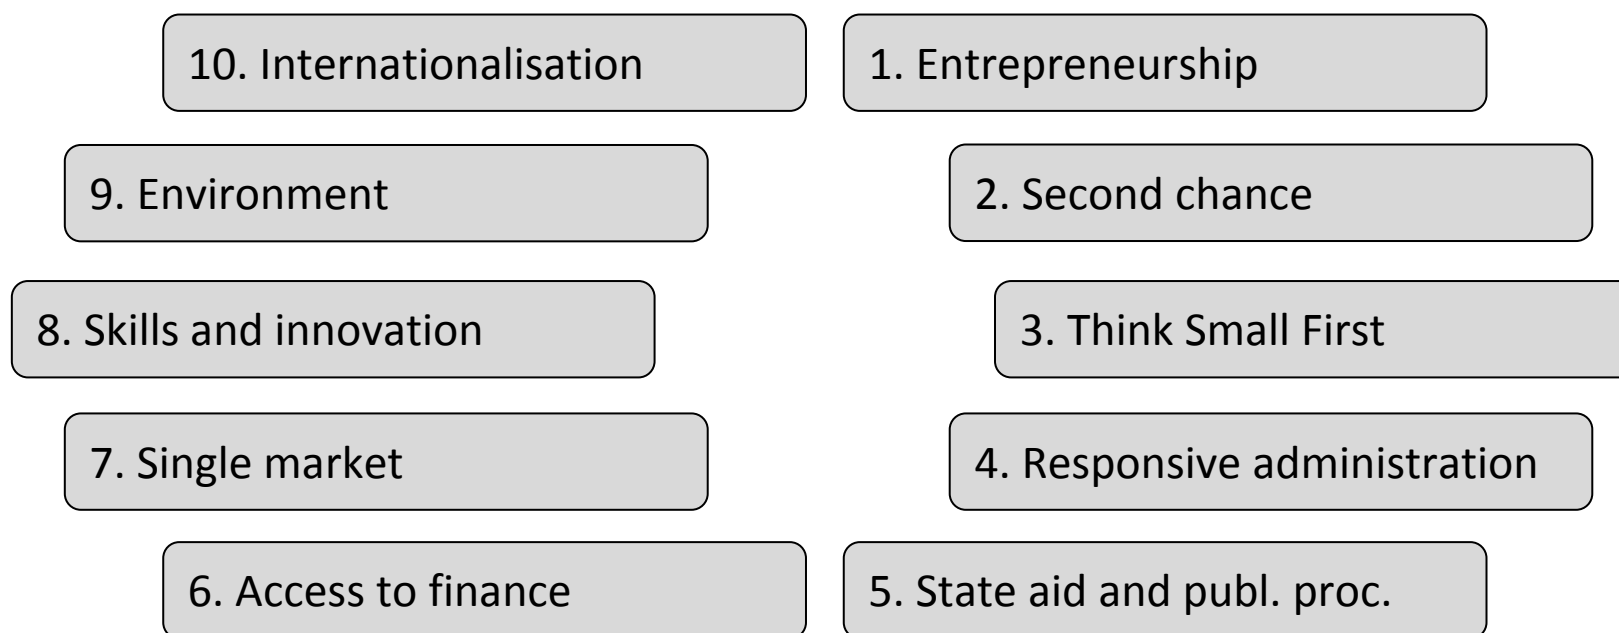 10. Internationalisation
1. Entrepreneurship
9. Environment
2. Second chance
8. Skills and innovation
3. Think Small First
7. Single market
4. Responsive administration
6. Access to finance
5. State aid and publ. proc.